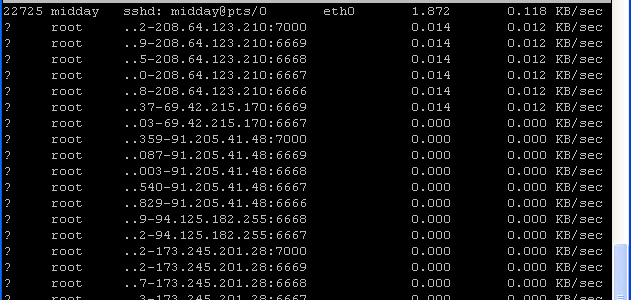 22725 midday sshd: midday@pts/0 eth0 1.872 0.118 KB/sec
? root ..2-208.64.123.210:7000 0.014 0.012 KB/sec
? root ..9-208.64.123.210:6669 0.014 0.012 KB/sec
? root ..5-208.64.123.210:6668 0.014 0.012 KB/sec
? root ..0-208.64.123.210:6667 0.014 0.012 KB/sec
? root ..8-208.64.123.210:6666 0.014 0.012 KB/sec
? root ..37-69.42.215.170:6669 0.014 0.012 KB/sec
? root ..03-69.42.215.170:6667 0.000 0.000 KB/sec
? root ..359-91.205.41.48:7000 0.000 0.000 KB/sec
? root ..087-91.205.41.48:6669 0.000 0.000 KB/sec
? root ..003-91.205.41.48:6668 0.000 0.000 KB/sec
? root ..540-91.205.41.48:6667 0.000 0.000 KB/sec
? root ..829-91.205.41.48:6666 0.000 0.000 KB/sec
? root ..9-94.125.182.255:6668 0.000 0.000 KB/sec
? root ..2-94.125.182.255:6667 0.000 0.000 KB/sec
? root ..2-173.245.201.28:7000 0.000 0.000 KB/sec
? root ..2-173.245.201.28:6669 0.000 0.000 KB/sec
? root ..7-173.245.201.28:6668 0.000 0.000 KB/sec
? root ..3-173.245.201.28:6667 0.000 0.000 KB/sec